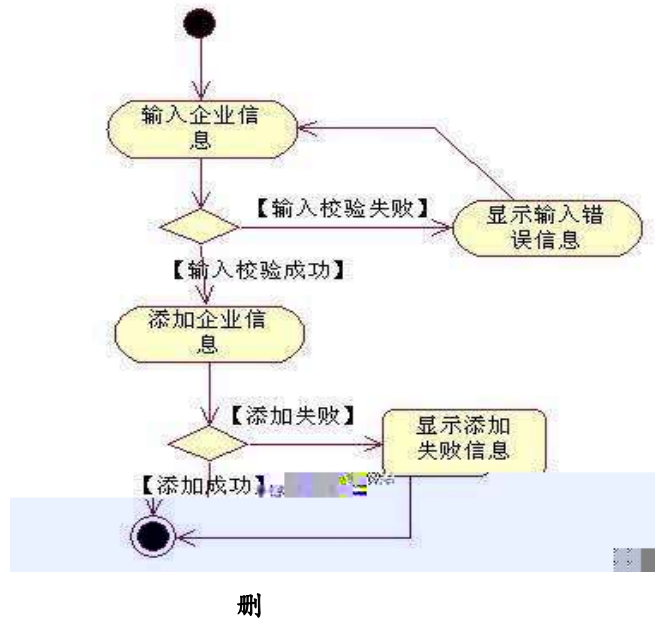 输入企业信
息
【输入校验失败】
显示输入错
误信息
【输入校验成功】
添加企业信
息
【添加失败】
显示添加
失败信息
【添加成功】
删